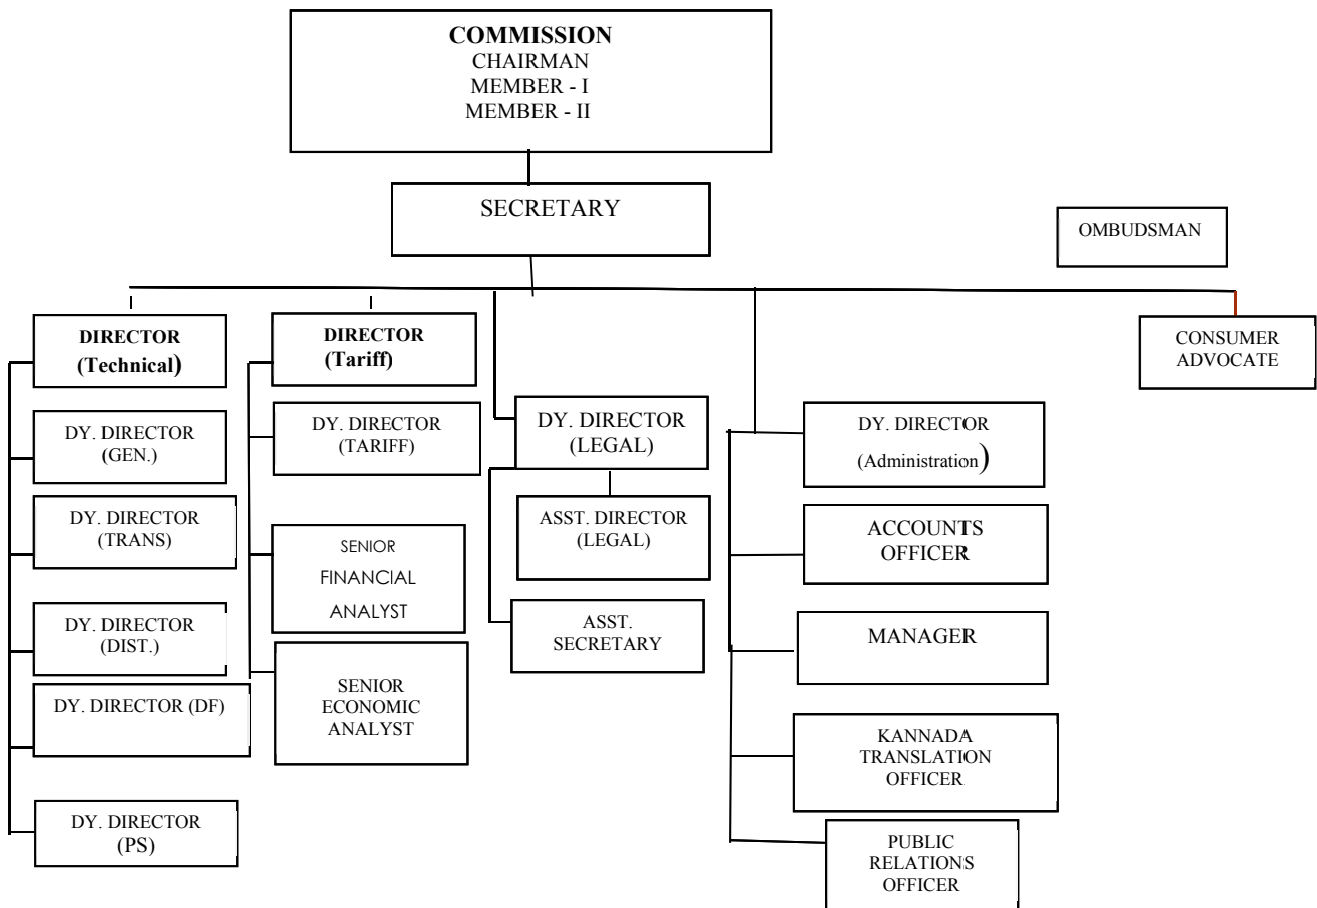 COMMISSION
CHAIRMAN
MEMBER - I
MEMBER - II
SECRETARY
OMBUDSMAN
DIRECTOR
(Technical)
DIRECTOR
(Tariff)
CONSUMER
ADVOCATE
DY. DIRECTOR
(GEN.)
DY. DIRECTOR
(TRANS)
DY. DIRECTOR
(DIST.)
DY. DIRECTOR (DF)
DY. DIRECTOR
(PS)
DY. DIRECTOR
(TARIFF)
SENIOR
FINANCIAL
ANALYST
SENIOR
ECONOMIC
ANALYST
DY. DIRECTOR
(LEGAL)
ASST. DIRECTOR
(LEGAL)
ASST.
SECRETARY
DY. DIRECTOR
(Administration)
ACCOUNTS
OFFICER
MANAGER
KANNADA
TRANSLATION
OFFICER
PUBLIC
RELATIONS
OFFICER